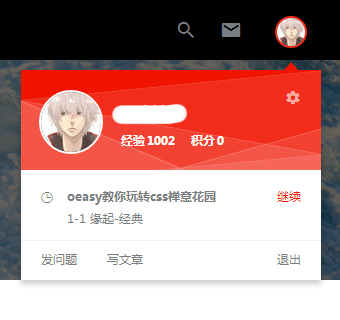 经验 1002 积分 0
oeasy教你玩转css禅意花园 继续
1-1 缘起-经典
发问题 写文章 退出